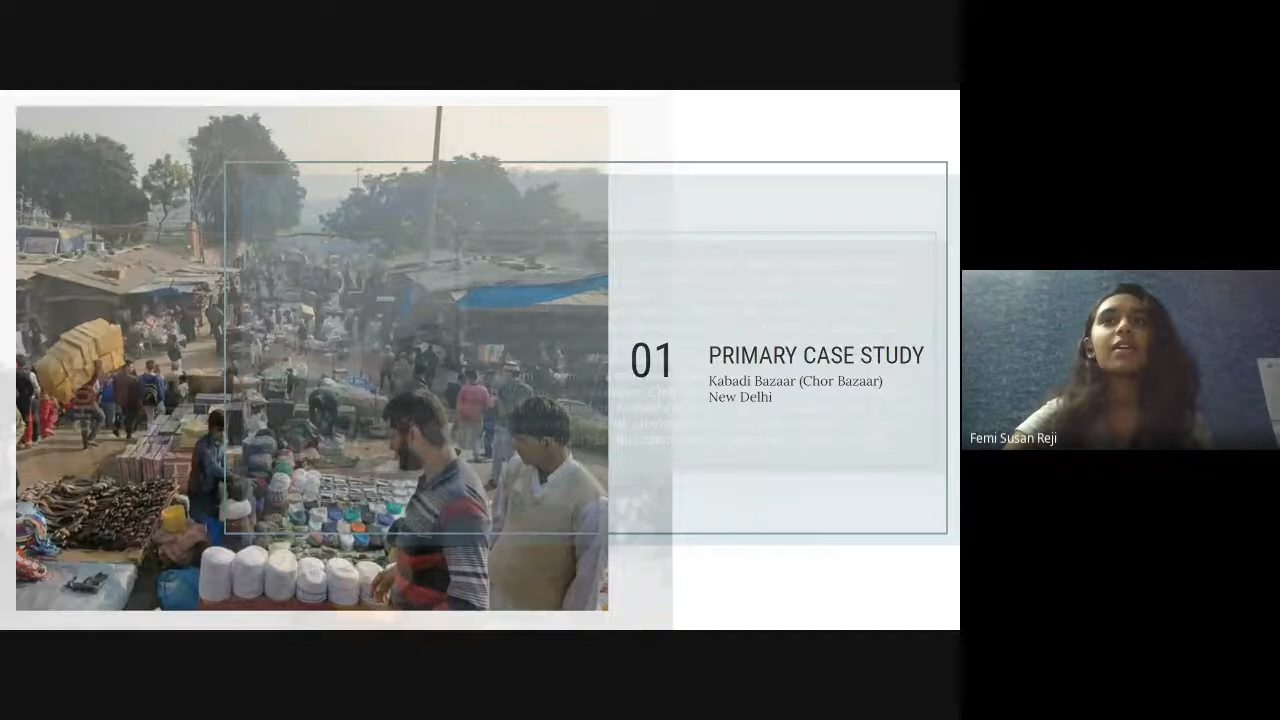 01
PRIMARY CASE STUDY
Kabadi Bazaar (Chor Bazaar)
New Delhi
Femi Susan Reji